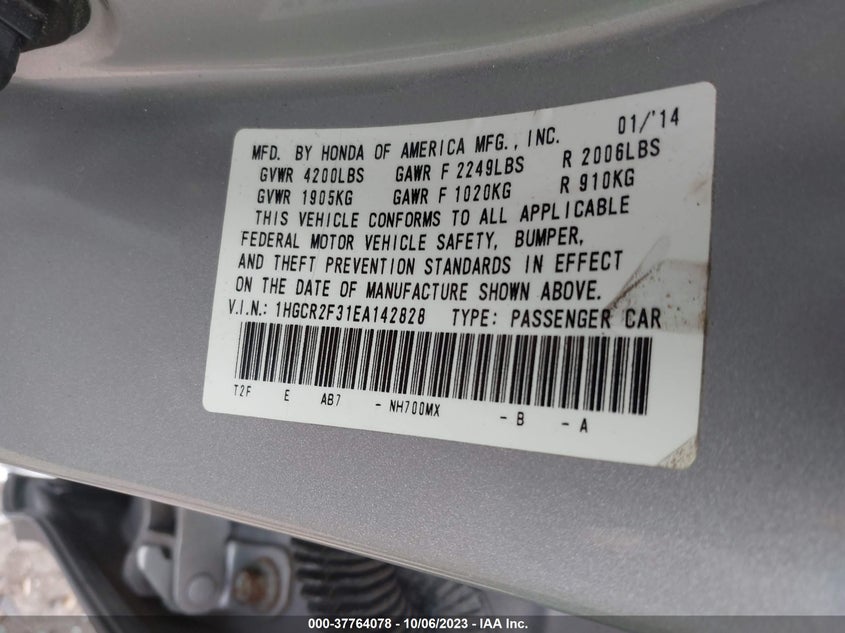 MFD. BY HONDA OF AMERICA MFG., INC. 01/'14
GVWR 4200LBS GAWR F 2249LBS R 2006LBS
GVWR 1905KG GAWR F 1020KG R 910KG
THIS VEHICLE CONFORMS TO ALL APPLICABLE
FEDERAL MOTOR VEHICLE SAFETY, BUMPER,
AND THEFT PREVENTION STANDARDS IN EFFECT
ON THE DATE OF MANUFACTURE SHOWN ABOVE.
V.I.N.: 1HGCR2F31EA142828 TYPE: PASSENGER CAR
T2F E AB7 - NH700MX - B - A
000-37764078 - 10/06/2023 - IAA Inc.